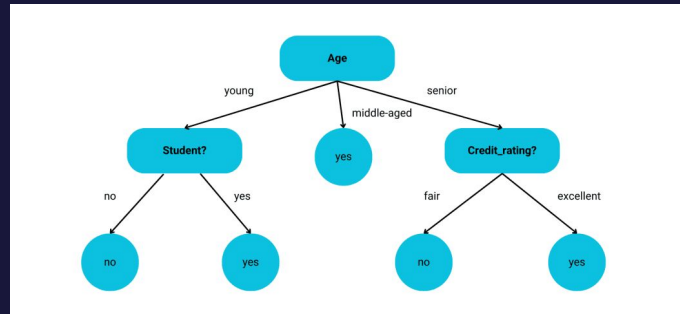 Age
young
senior
middle-aged
Student?
yes
Credit_rating?
no
yes
fair
excellent
no
yes
no
yes